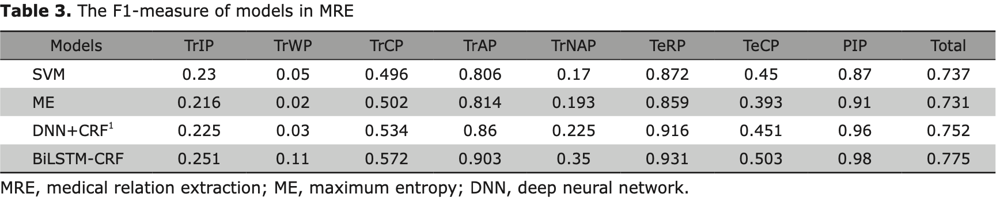 Table 3. The F1-measure of models in MRE
Models TrIP TrWP TrCP TrAP TrNAP TeRP TeCP PIP Total
SVM 0.23 0.05 0.496 0.806 0.17 0.872 0.45 0.87 0.737
ME 0.216 0.02 0.502 0.814 0.193 0.859 0.393 0.91 0.731
DNN+CRF¹ 0.225 0.03 0.534 0.86 0.225 0.916 0.451 0.96 0.752
BiLSTM-CRF 0.251 0.11 0.572 0.903 0.35 0.931 0.503 0.98 0.775
MRE, medical relation extraction; ME, maximum entropy; DNN, deep neural network.